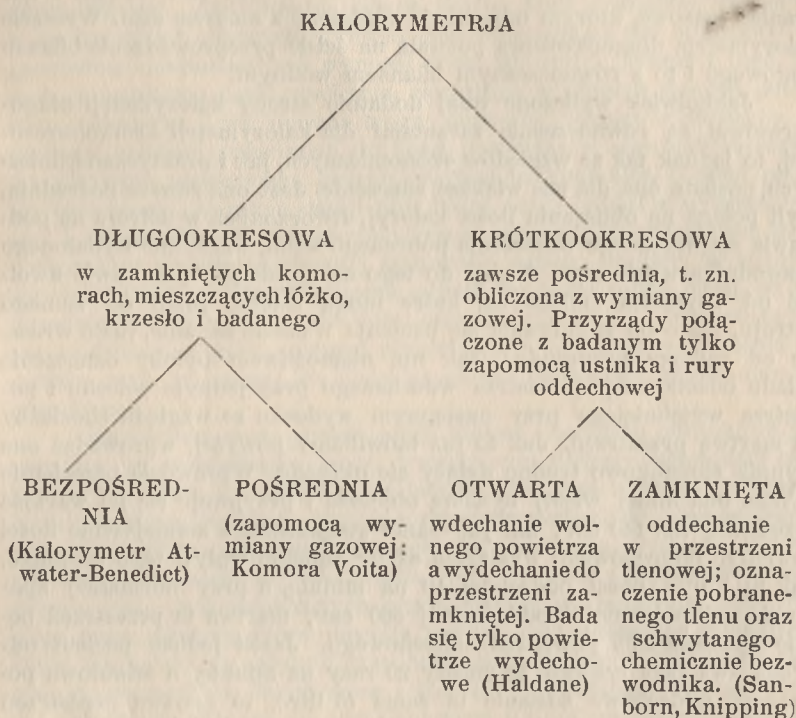 KALORYMETRJA
DŁUGOOKRESOWA
w zamkniętych komo-
rach, mieszczących łóżko,
krzesło i badanego
KRÓTKOOKRESOWA
zawsze pośrednia, t. zn.
obliczona z wymiany ga-
zowej. Przyrządy połą-
czone z badanym tylko
zapomocą ustnika i rury
oddechowej
BEZPOŚRED-
NIA
(Kalorymetr At-
water-Benedict)
POŚREDNIA
(zapomocą wy-
miany gazowej:
Komora Voita)
OTWARTA
wdechanie wol-
nego powietrza
a wydechanie do
przestrzeni za-
mkniętej. Bada
się tylko powie-
trze wydecho-
we (Haldane)
ZAMKNIĘTA
oddechanie
w przestrzeni
tlenowej; ozna-
czenie pobrane-
nego tlenu oraz
schwytanego
chemicznie bez-
wodnika. (San-
born, Knipping)